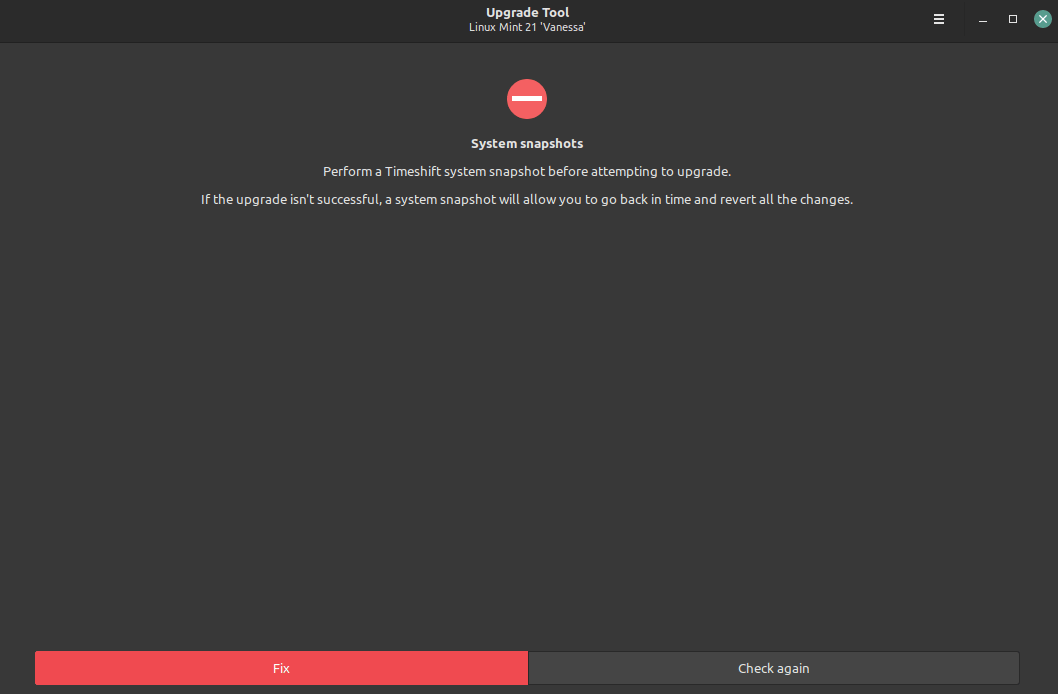 Upgrade Tool
Linux Mint 21 'Vanessa'
System snapshots
Perform a Timeshift system snapshot before attempting to upgrade.
If the upgrade isn't successful, a system snapshot will allow you to go back in time and revert all the changes.
Fix
Check again